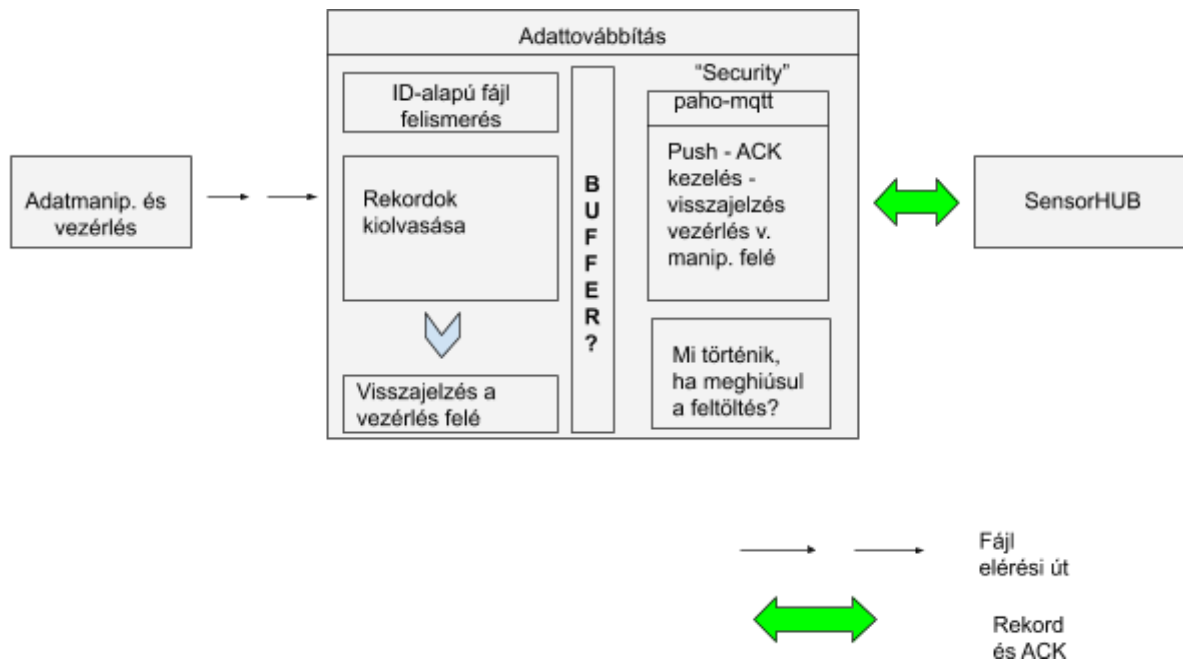 Adattovábbítás
Adatmanip. és
vezérlés
ID-alapú fájl
felismerés
Rekordok
kiolvasása
Visszajelzés a
vezérlés felé
B
U
F
F
E
R
?
“Security”
paho-mqtt
Push - ACK
kezelés -
visszajelzés
vezérlés v.
manip. felé
Mi történik,
ha meghiúsul
a feltöltés?
SensorHUB
Fájl
elérési út
Rekord
és ACK